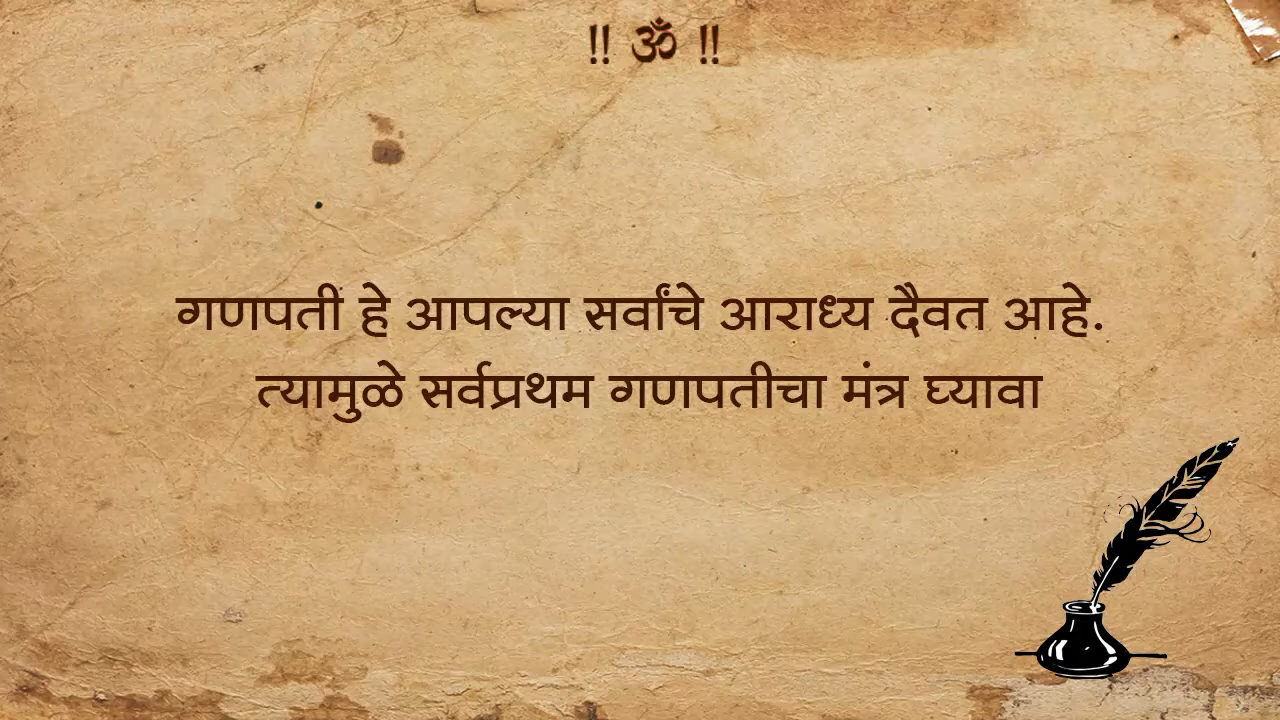 !! ॐ !!
गणपती हे आपल्या सर्वांचे आराध्य दैवत आहे.
त्यामुळे सर्वप्रथम गणपतीचा मंत्र घ्यावा